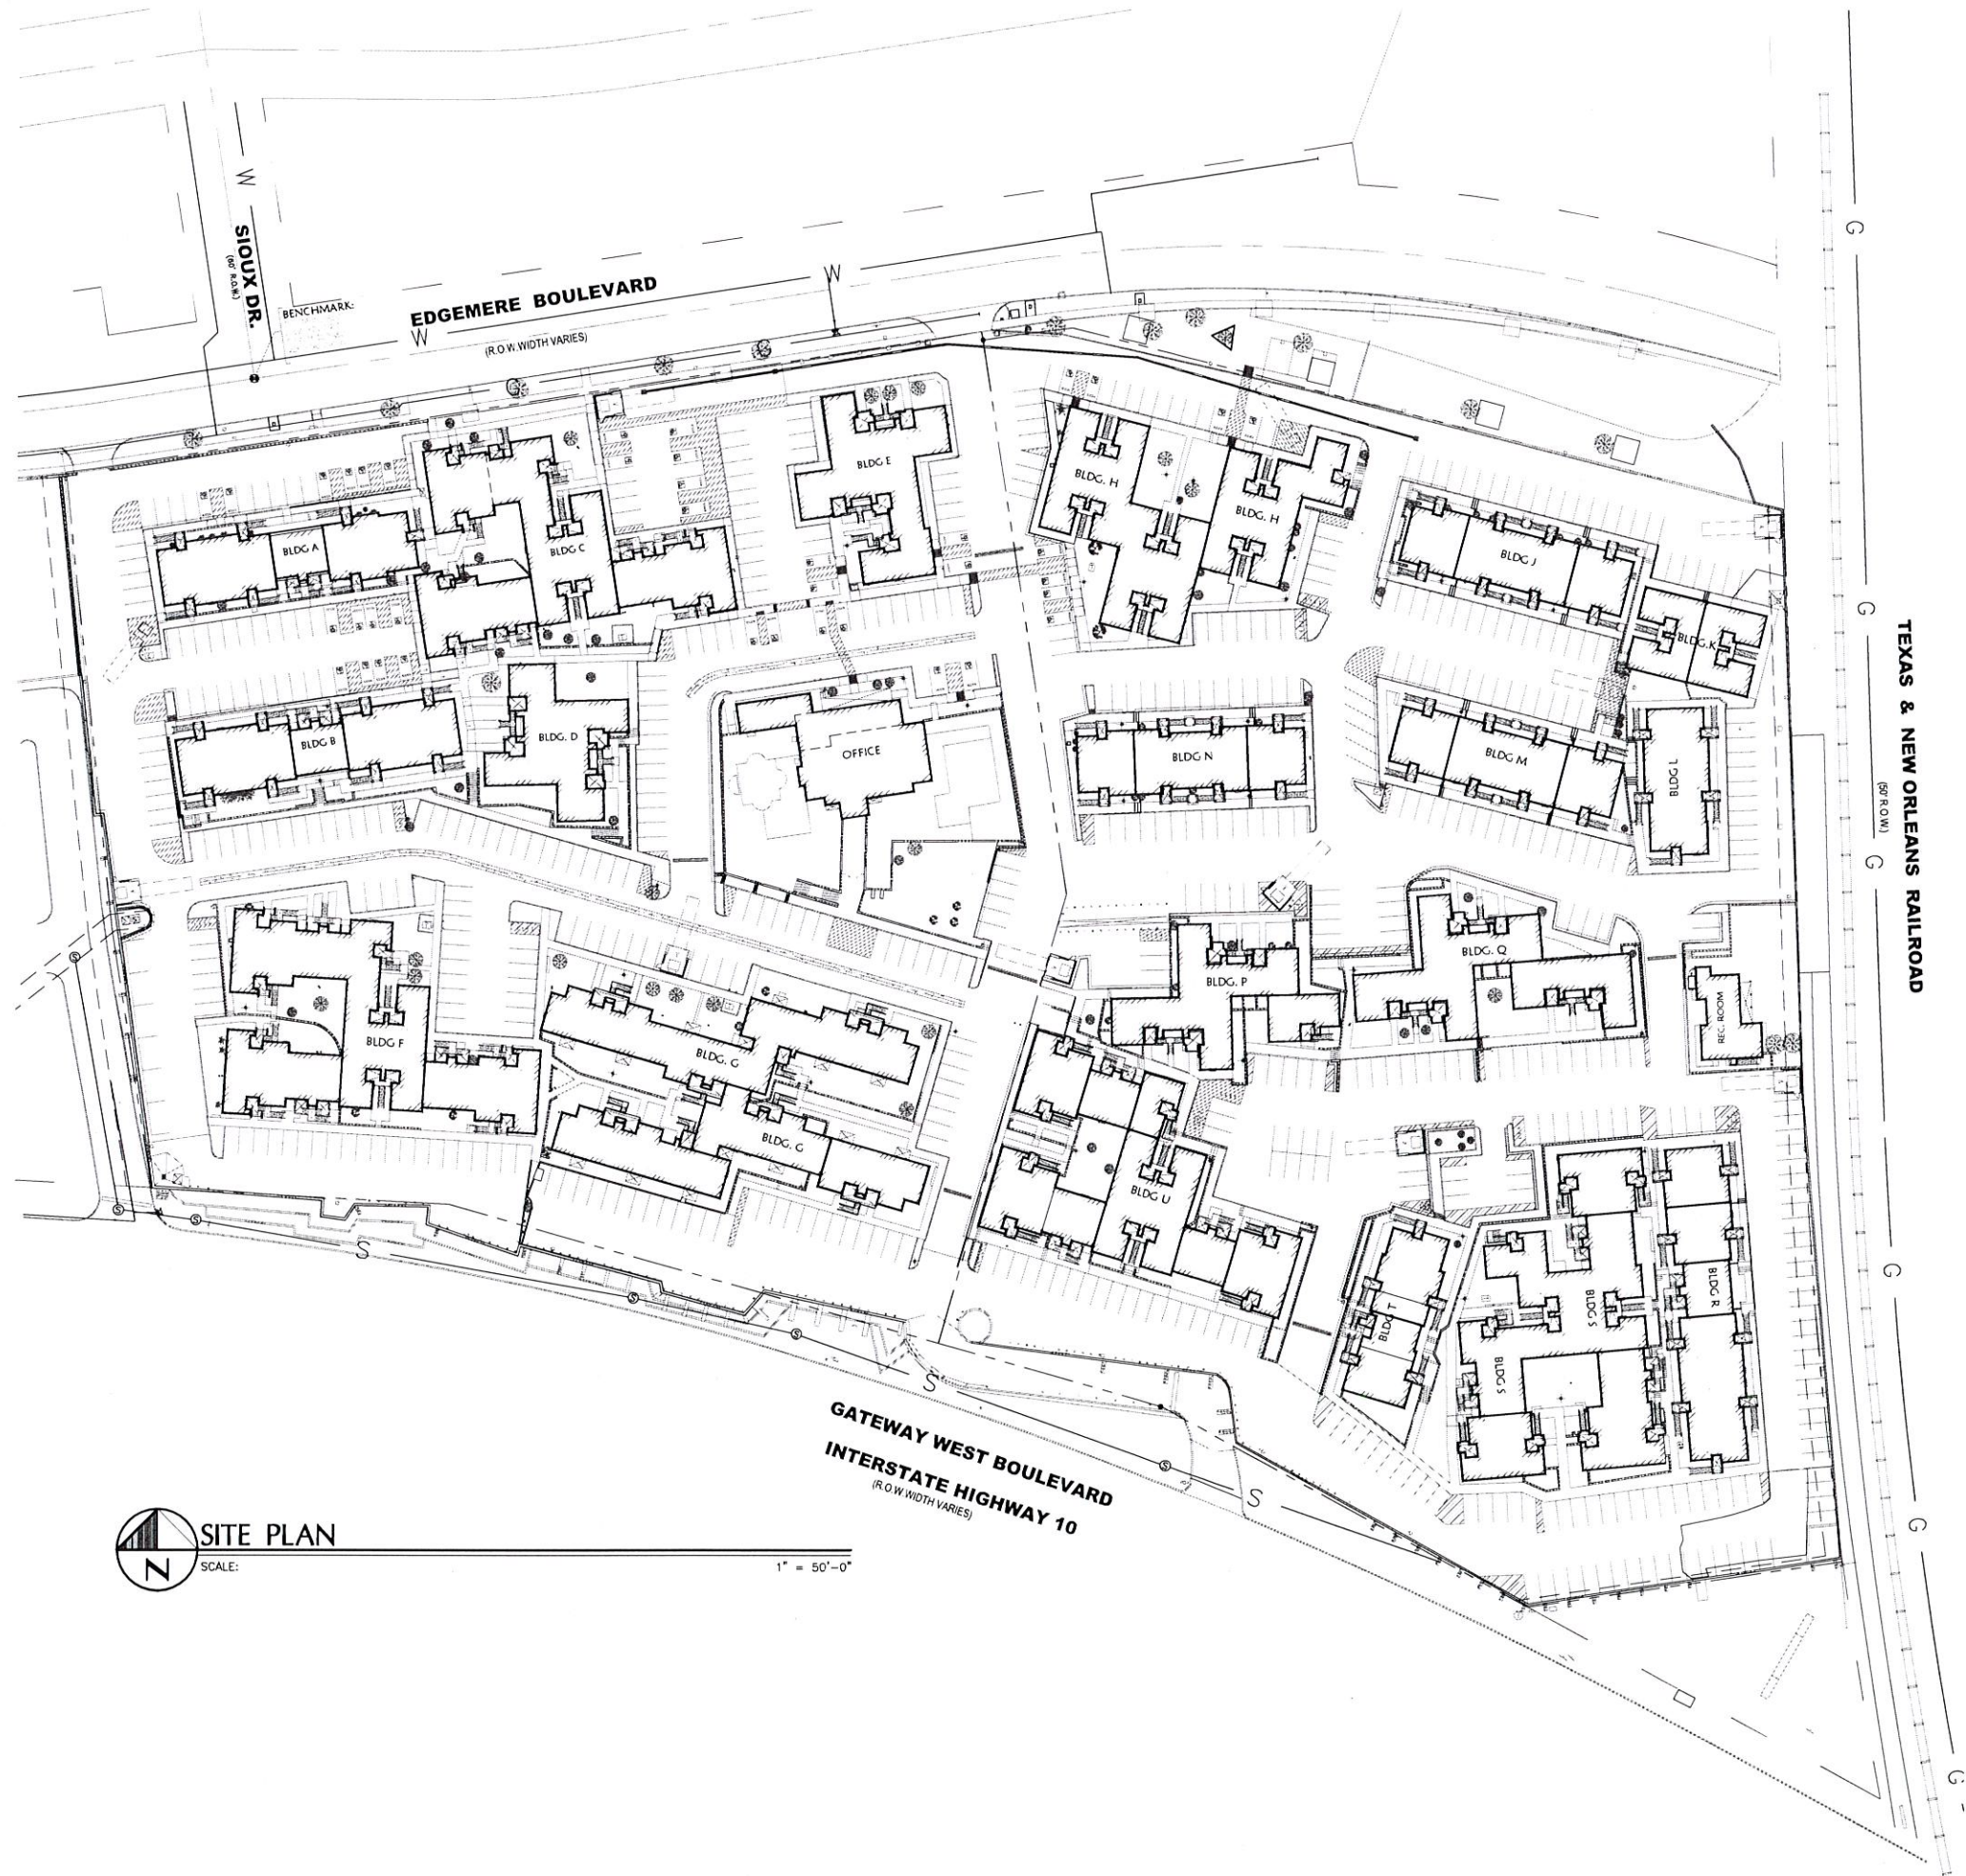 W
SIOUX DR.
(60' R.O.W.)
BENCHMARK:
EDGEMERE BOULEVARD
W
W
(R.O.W. WIDTH VARIES)
G
BLDG E
BLDG. H
BLDG. H
BLDG A
BLDG C
BLDG J
G
TEXAS & NEW ORLEANS RAILROAD
(50' R.O.W.)
BLDG. K
BLDG B
BLDG. D
OFFICE
BLDG N
BLDG M
BLDG L
G
S
BLDG. P
BLDG. Q
REC. ROOM
BLDG F
BLDG. G
BLDG. G
BLDG U
S
S
S
S
S
BLDG T
BLDG S
BLDG R
BLDG S
G
S
S
GATEWAY WEST BOULEVARD
INTERSTATE HIGHWAY 10
(R.O.W. WIDTH VARIES)
S
S
G
SITE PLAN
N
SCALE:
1" = 50'-0"
G